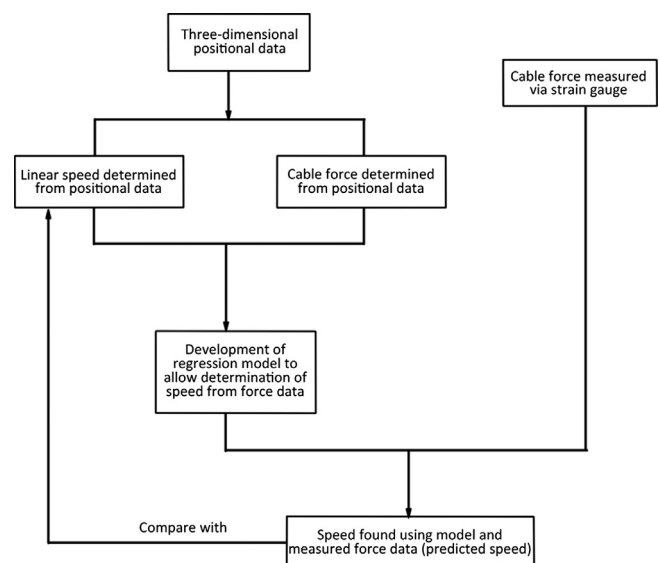 Three-dimensional
positional data
Cable force measured
via strain gauge
Linear speed determined
from positional data
Cable force determined
from positional data
Development of
regression model to
allow determination of
speed from force data
Compare with
Speed found using model and
measured force data (predicted speed)